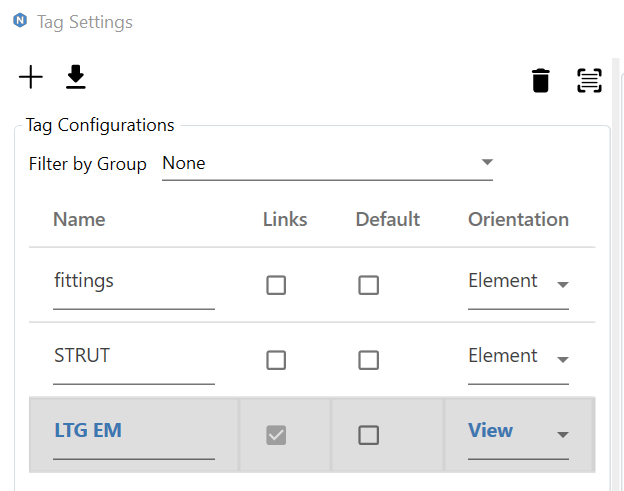 N Tag Settings
Tag Configurations
Filter by Group None
Name Links Default Orientation
fittings Element
STRUT Element
LTG EM View